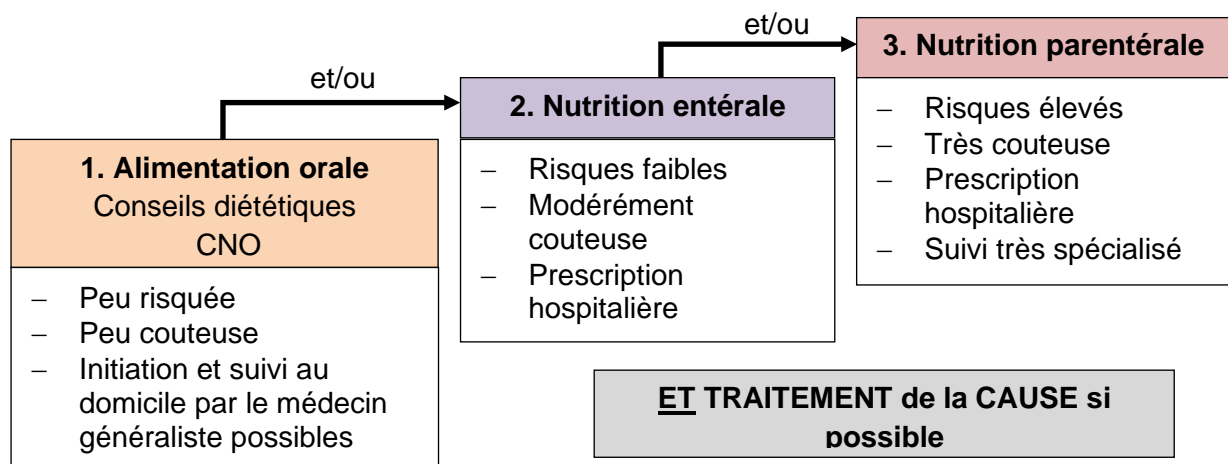 et/ou
et/ou
1. Alimentation orale
Conseils diététiques
CNO
– Peu risquée
– Peu couteuse
– Initiation et suivi au
domicile par le médecin
généraliste possibles
2. Nutrition entérale
– Risques faibles
– Modérément
couteuse
– Prescription
hospitalière
3. Nutrition parentérale
– Risques élevés
– Très couteuse
– Prescription
hospitalière
– Suivi très spécialisé
ET TRAITEMENT de la CAUSE si
possible